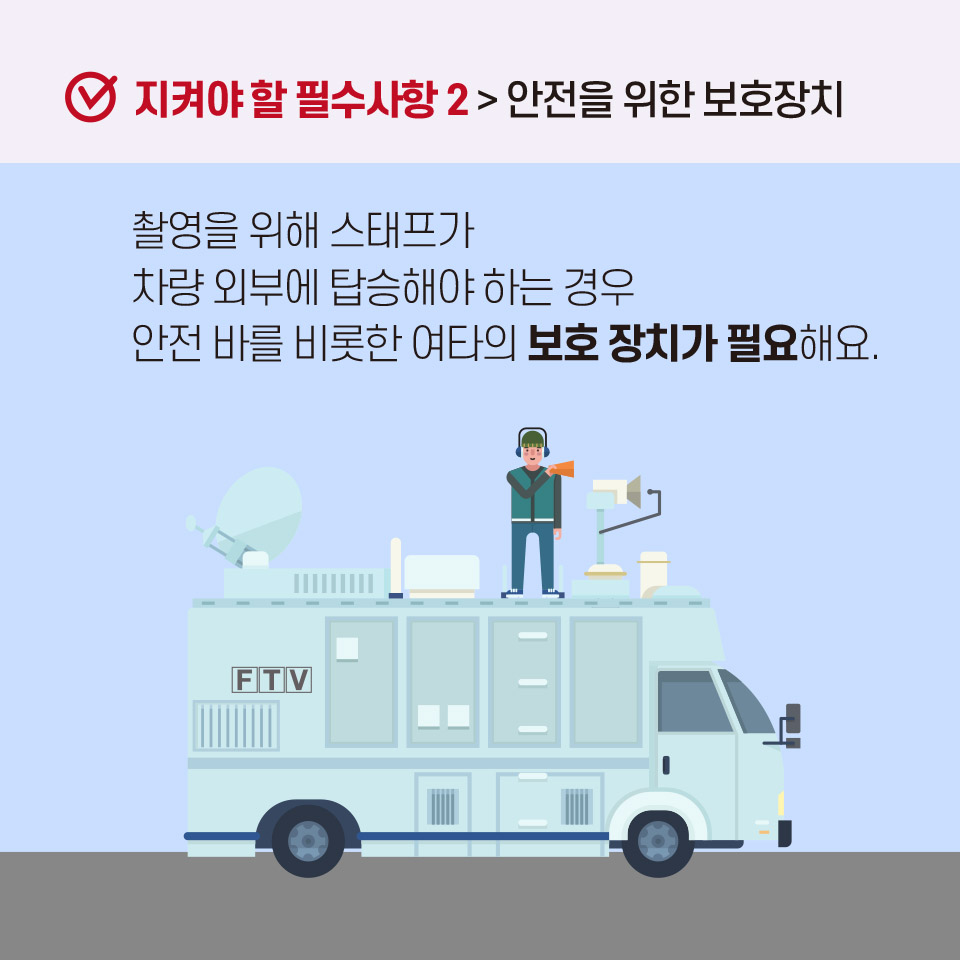 지켜야 할 필수사항 2 > 안전을 위한 보호장치
촬영을 위해 스태프가
차량 외부에 탑승해야 하는 경우
안전 바를 비롯한 여타의 보호 장치가 필요해요.
FTV